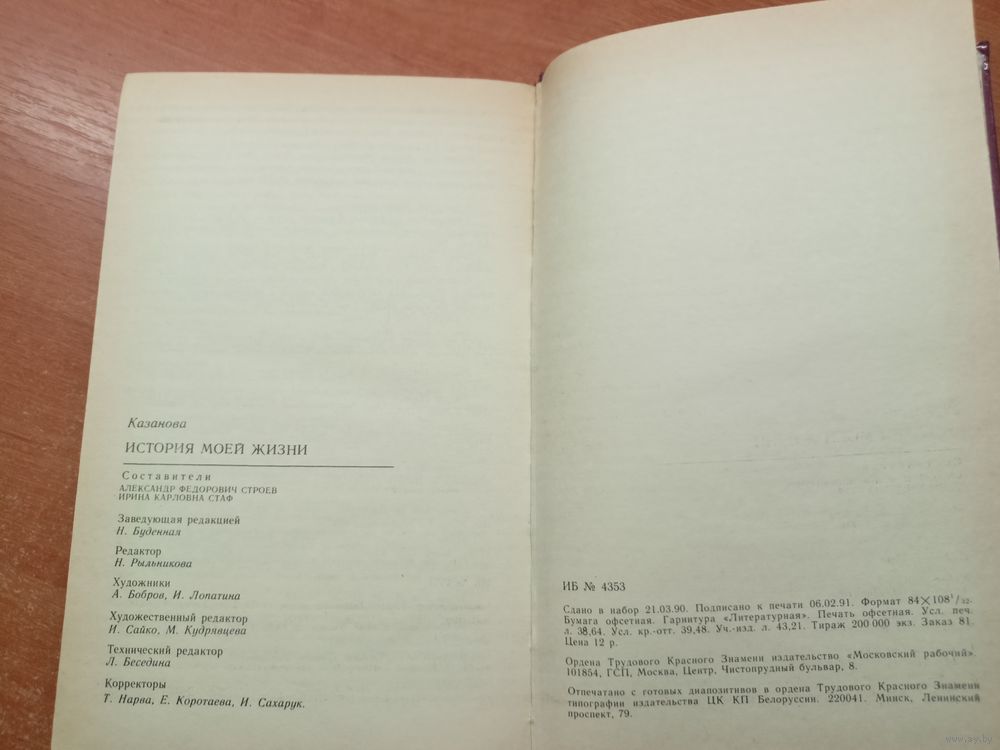 Казанова
ИСТОРИЯ МОЕЙ ЖИЗНИ
Составители
АЛЕКСАНДР ФЕДОРОВИЧ СТРОЕВ
ИРИНА КАРЛОВНА СТАФ
Заведующая редакцией
Н. Буденная
Редактор
Н. Рыльникова
Художники
А. Бобров, И. Лопатина
Художественный редактор
И. Сайко, М. Кудрявцева
Технический редактор
Л. Беседина
Корректоры
Т. Нарва, Е. Коротаева, И. Сахарук.
ИБ № 4353
Сдано в набор 21.03.90. Подписано к печати 06.02.91. Формат 84×108¹/₃₂.
Бумага офсетная. Гарнитура «Литературная». Печать офсетная. Усл. печ.
л. 38,64. Усл. кр.-отт. 39,48. Уч.-изд. л. 43,21. Тираж 200 000 экз. Заказ 81.
Цена 12 р.
Ордена Трудового Красного Знамени издательство «Московский рабочий».
101854, ГСП, Москва, Центр, Чистопрудный бульвар, 8.
Отпечатано с готовых диапозитивов в ордена Трудового Красного Знамени
типографии издательства ЦК КП Белоруссии. 220041. Минск, Ленинский
проспект, 79.
www.ay.by